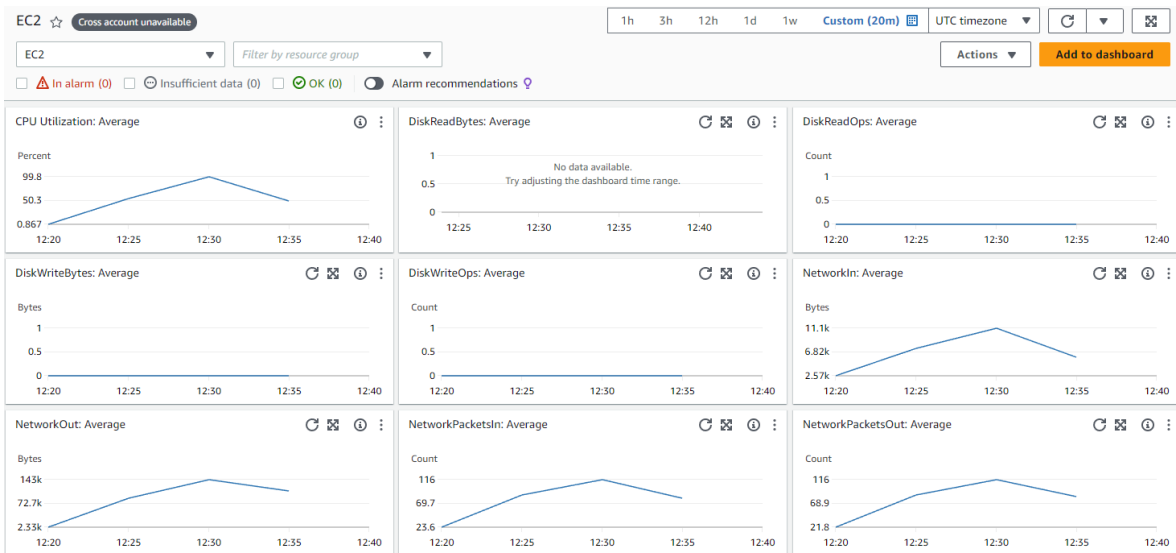 EC2 Cross account unavailable 1h 3h 12h 1d 1w Custom (20m) UTC timezone
EC2 Filter by resource group Actions Add to dashboard
In alarm (0) Insufficient data (0) OK (0) Alarm recommendations
CPU Utilization: Average
Percent
99.8
50.3
0.867
12:20 12:25 12:30 12:35 12:40
DiskReadBytes: Average
1
No data available.
Try adjusting the dashboard time range.
0.5
0
12:25 12:30 12:35 12:40
DiskReadOps: Average
Count
1
0.5
0
12:20 12:25 12:30 12:35 12:40
DiskWriteBytes: Average
Bytes
1
0.5
0
12:20 12:25 12:30 12:35 12:40
DiskWriteOps: Average
Count
1
0.5
0
12:20 12:25 12:30 12:35 12:40
NetworkIn: Average
Bytes
11.1k
6.82k
2.57k
12:20 12:25 12:30 12:35 12:40
NetworkOut: Average
Bytes
143k
72.7k
2.33k
12:20 12:25 12:30 12:35 12:40
NetworkPacketsIn: Average
Count
116
69.7
23.6
12:20 12:25 12:30 12:35 12:40
NetworkPacketsOut: Average
Count
116
68.9
21.8
12:20 12:25 12:30 12:35 12:40